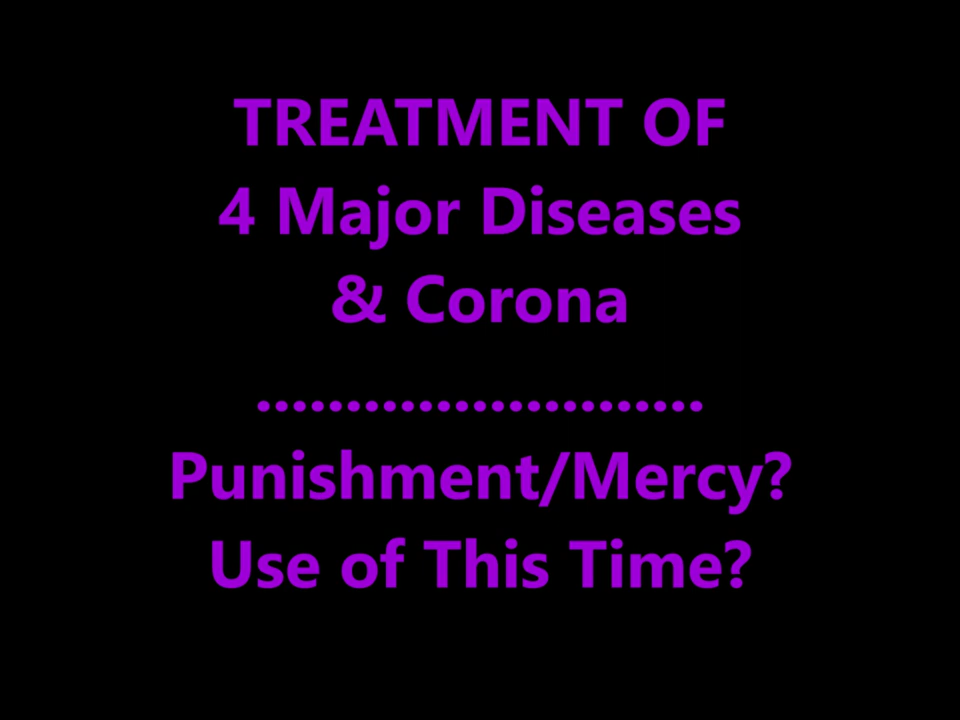 TREATMENT OF
4 Major Diseases
& Corona
.........................
Punishment/Mercy?
Use of This Time?